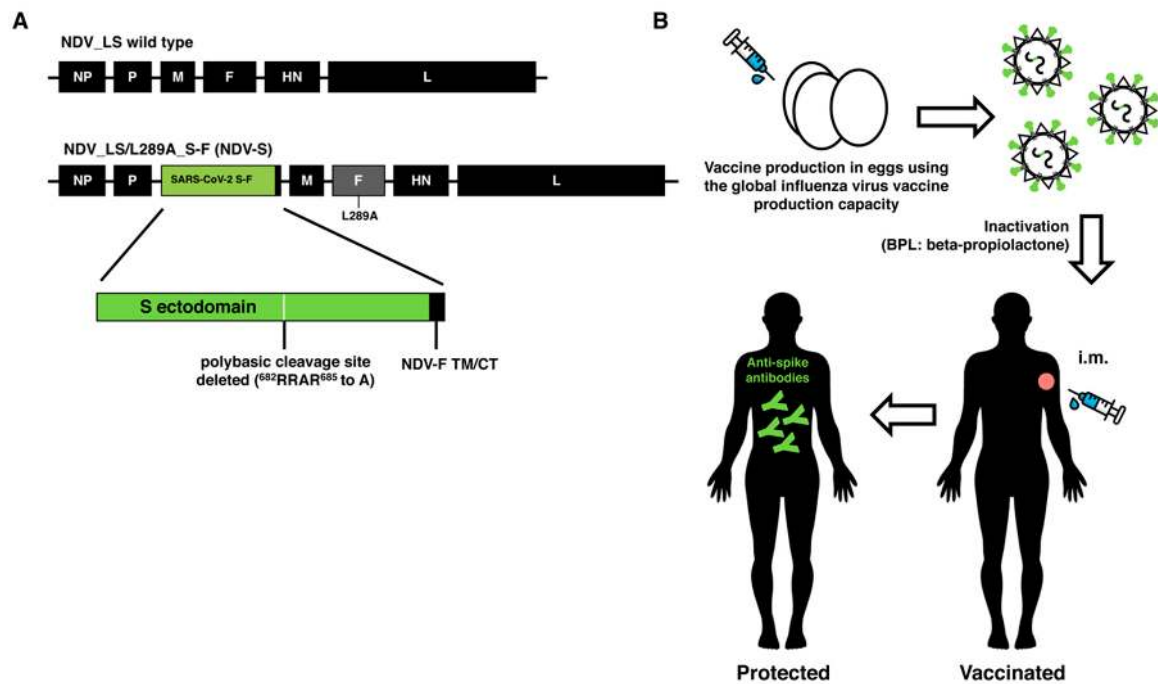 A
NDV_LS wild type
NP P M F HN L
NDV_LS/L289A_S-F (NDV-S)
NP P SARS-CoV-2 S-F M F HN L
L289A
S ectodomain
polybasic cleavage site
deleted (⁶⁸²RRAR⁶⁸⁵ to A)
NDV-F TM/CT
B
Vaccine production in eggs using
the global influenza virus vaccine
production capacity
Inactivation
(BPL: beta-propiolactone)
i.m.
Anti-spike
antibodies
Protected
Vaccinated